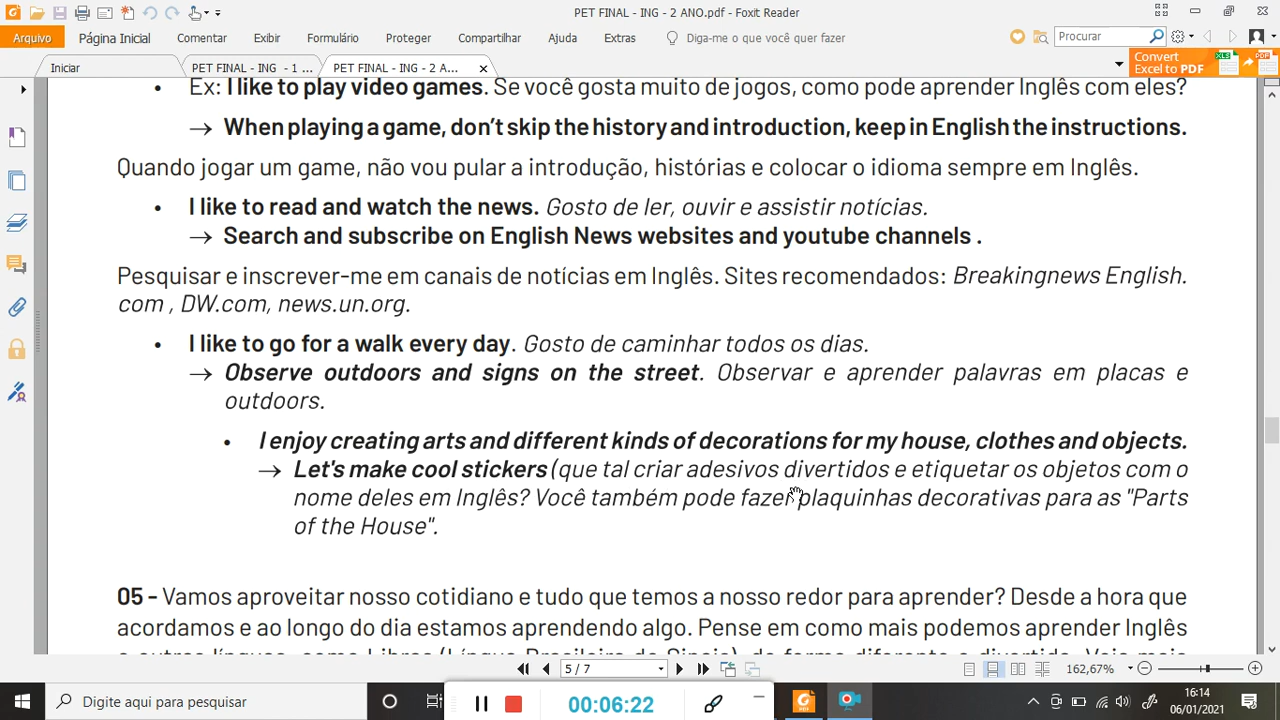 PET FINAL - ING - 2 ANO.pdf - Foxit Reader
Arquivo Página Inicial Comentar Exibir Formulário Proteger Compartilhar Ajuda Extras Diga-me o que você quer fazer Procurar
Iniciar PET FINAL - ING - 1 ... PET FINAL - ING - 2 A... Convert Excel to PDF XLS PDF
• Ex: I like to play video games. Se você gosta muito de jogos, como pode aprender Inglês com eles?
→ When playing a game, don't skip the history and introduction, keep in English the instructions.
Quando jogar um game, não vou pular a introdução, histórias e colocar o idioma sempre em Inglês.
• I like to read and watch the news. Gosto de ler, ouvir e assistir notícias.
→ Search and subscribe on English News websites and youtube channels .
Pesquisar e inscrever-me em canais de notícias em Inglês. Sites recomendados: Breakingnews English.
com , DW.com, news.un.org.
• I like to go for a walk every day. Gosto de caminhar todos os dias.
→ Observe outdoors and signs on the street. Observar e aprender palavras em placas e
outdoors.
• I enjoy creating arts and different kinds of decorations for my house, clothes and objects.
→ Let's make cool stickers (que tal criar adesivos divertidos e etiquetar os objetos com o
nome deles em Inglês? Você também pode fazer plaquinhas decorativas para as "Parts
of the House".
05 - Vamos aproveitar nosso cotidiano e tudo que temos a nosso redor para aprender? Desde a hora que
acordamos e ao longo do dia estamos aprendendo algo. Pense em como mais podemos aprender Inglês
5 / 7 162,67%
Digite aqui para pesquisar 00:06:22 16:14
06/01/2021